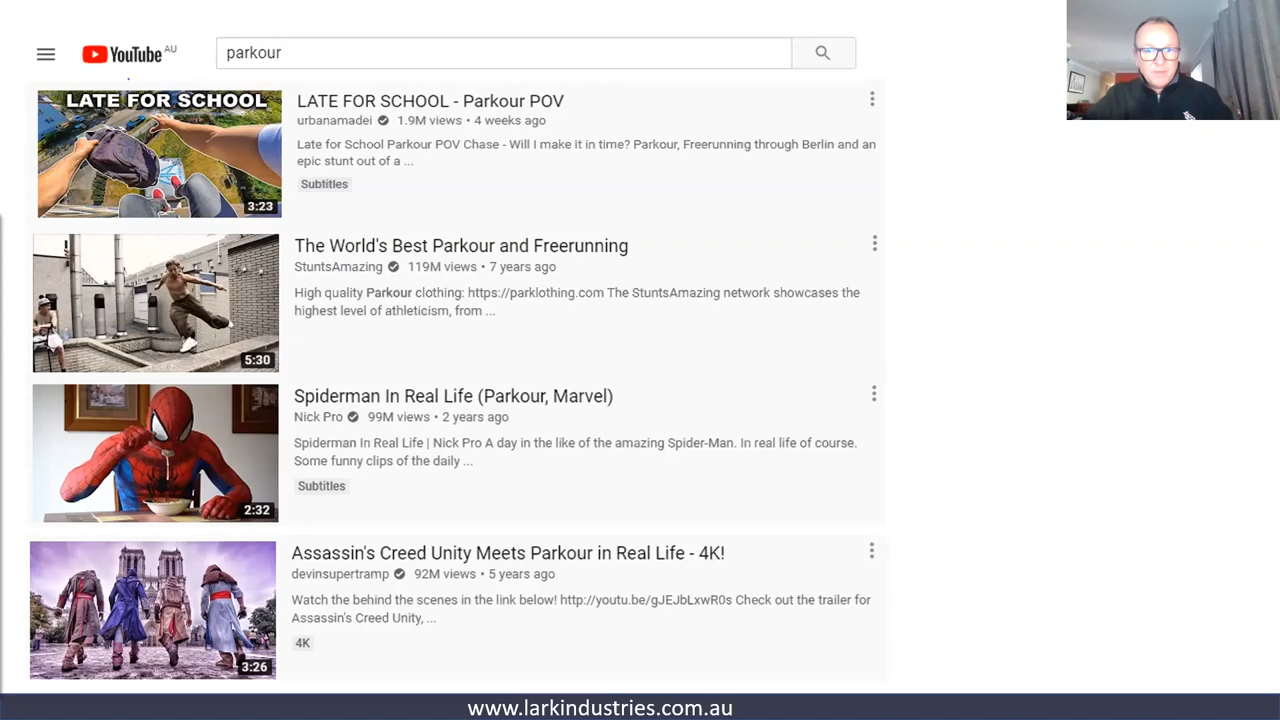 YouTube AU
parkour
LATE FOR SCHOOL
3:23
LATE FOR SCHOOL - Parkour POV
urbanamadei 1.9M views • 4 weeks ago
Late for School Parkour POV Chase - Will I make it in time? Parkour, Freerunning through Berlin and an
epic stunt out of a ...
Subtitles
5:30
The World's Best Parkour and Freerunning
StuntsAmazing 119M views • 7 years ago
High quality Parkour clothing: https://parklothing.com The StuntsAmazing network showcases the
highest level of athleticism, from ...
2:32
Spiderman In Real Life (Parkour, Marvel)
Nick Pro 99M views • 2 years ago
Spiderman In Real Life | Nick Pro A day in the like of the amazing Spider-Man. In real life of course.
Some funny clips of the daily ...
Subtitles
3:26
Assassin's Creed Unity Meets Parkour in Real Life - 4K!
devinsupertramp 92M views • 5 years ago
Watch the behind the scenes in the link below! http://youtu.be/gJEJbLxwR0s Check out the trailer for
Assassin's Creed Unity, ...
4K
www.larkindustries.com.au